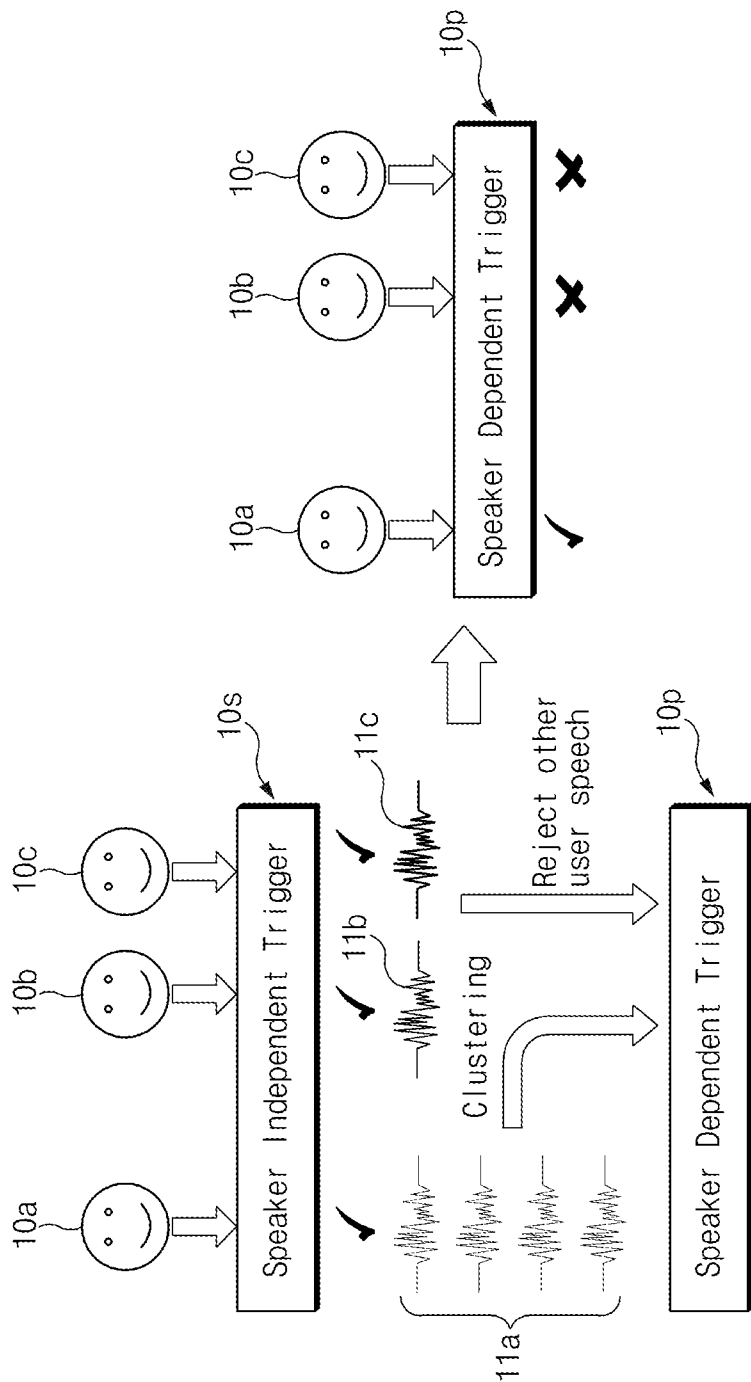 10a
10b
10c
Speaker Independent Trigger
10s
11a
11b
11c
Clustering
Reject other
user speech
Speaker Dependent Trigger
10p
10a
10b
10c
Speaker Dependent Trigger
10p